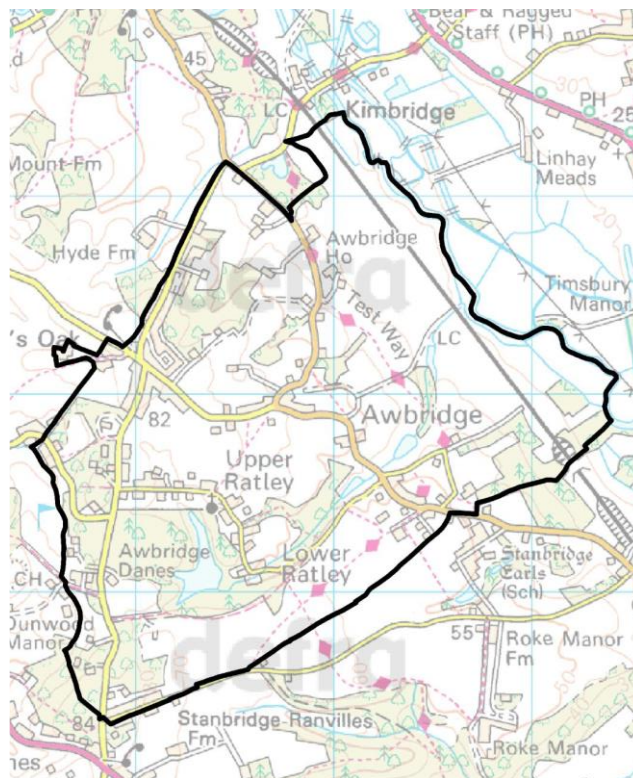 Bear & Ragged
Staff (PH)
45
LC
Kimbridge
PH
25
Mount Fm
Linhay
Meads
20
Hyde Fm
Awbridge
Ho
defra
Timsbury
Manor
's Oak
Test Way
LC
82
Awbridge
Upper
Ratley
Awbridge
Danes
Lower
Ratley
Stanbridge
Earls
(Sch)
CH
Dunwood
Manor
defra
55
Roke Manor
Fm
84
Stanbridge Ranvilles
Fm
nes
Roke Manor